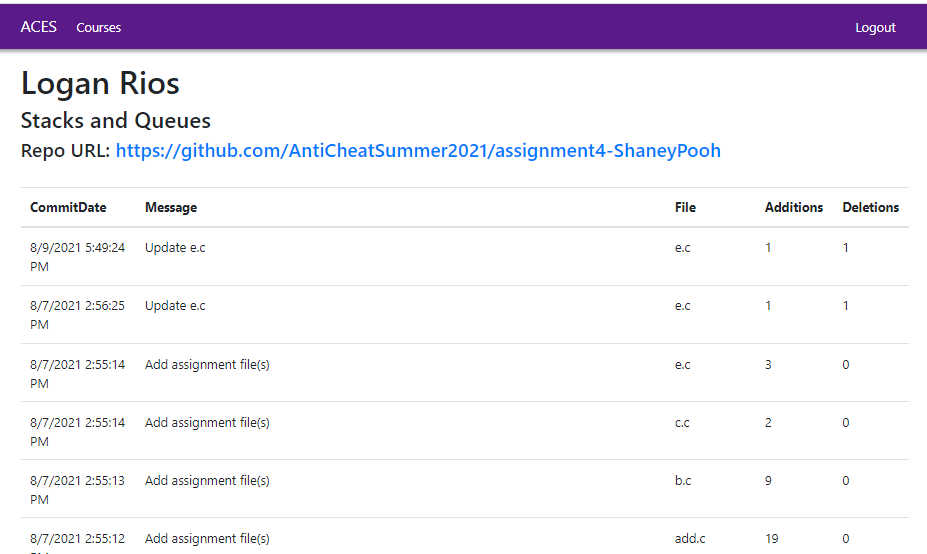 ACES Courses Logout
Logan Rios
Stacks and Queues
Repo URL: https://github.com/AntiCheatSummer2021/assignment4-ShaneyPooh
CommitDate Message File Additions Deletions
8/9/2021 5:49:24 Update e.c e.c 1 1
PM
8/7/2021 2:56:25 Update e.c e.c 1 1
PM
8/7/2021 2:55:14 Add assignment file(s) e.c 3 0
PM
8/7/2021 2:55:14 Add assignment file(s) c.c 2 0
PM
8/7/2021 2:55:13 Add assignment file(s) b.c 9 0
PM
8/7/2021 2:55:12 Add assignment file(s) add.c 19 0